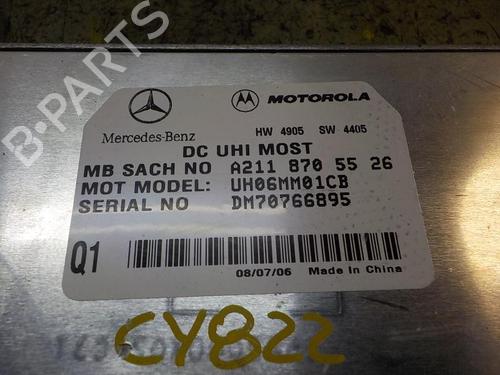 B-PARTS
Mercedes-Benz
MOTOROLA
HW 4905 SW 4405
DC UHI MOST
MB SACH NO A211 870 55 26
MOT MODEL: UH06MM01CB
SERIAL NO DM70766895
Q1
08/07/06 Made In China
CY822